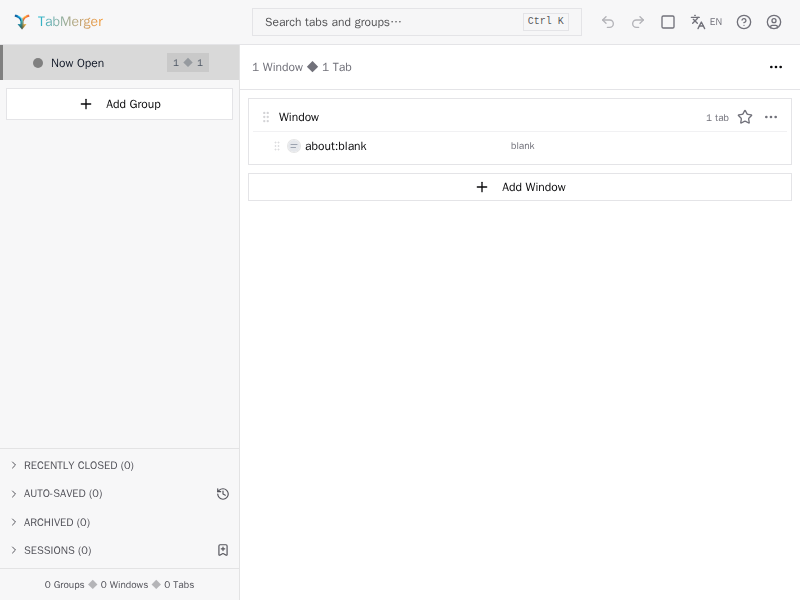 TabMerger
Search tabs and groups⋯
Ctrl K
EN
Now Open
1 ◆ 1
Add Group
1 Window ◆ 1 Tab
Window
1 tab
about:blank
blank
Add Window
RECENTLY CLOSED (0)
AUTO-SAVED (0)
ARCHIVED (0)
SESSIONS (0)
0 Groups ◆ 0 Windows ◆ 0 Tabs